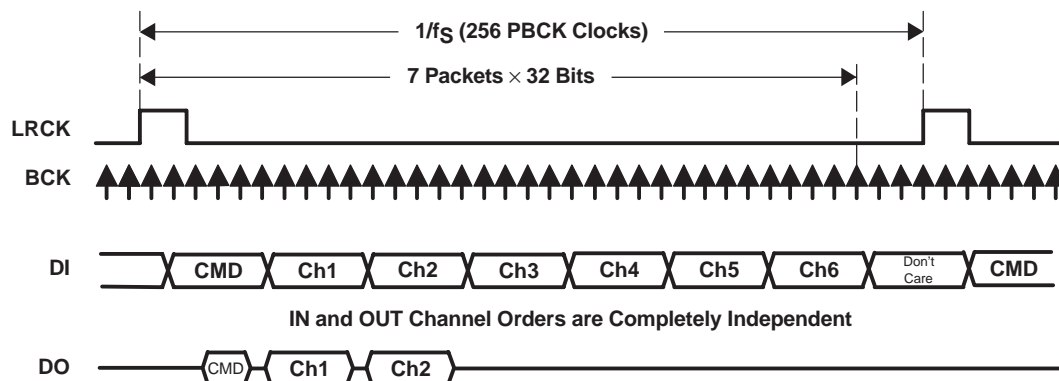 1/fS (256 PBCK Clocks)
7 Packets × 32 Bits
LRCK
BCK
DI CMD Ch1 Ch2 Ch3 Ch4 Ch5 Ch6 Don't Care CMD
IN and OUT Channel Orders are Completely Independent
DO CMD Ch1 Ch2